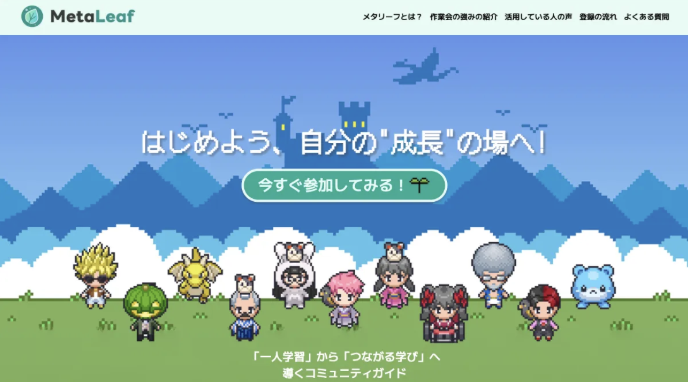 MetaLeaf
メタリーフとは？ 作業会の強みの紹介 活用している人の声 登録の流れ よくある質問
はじめよう、自分の"成長"の場へ!
今すぐ参加してみる！
「一人学習」から「つながる学び」へ
導くコミュニティガイド